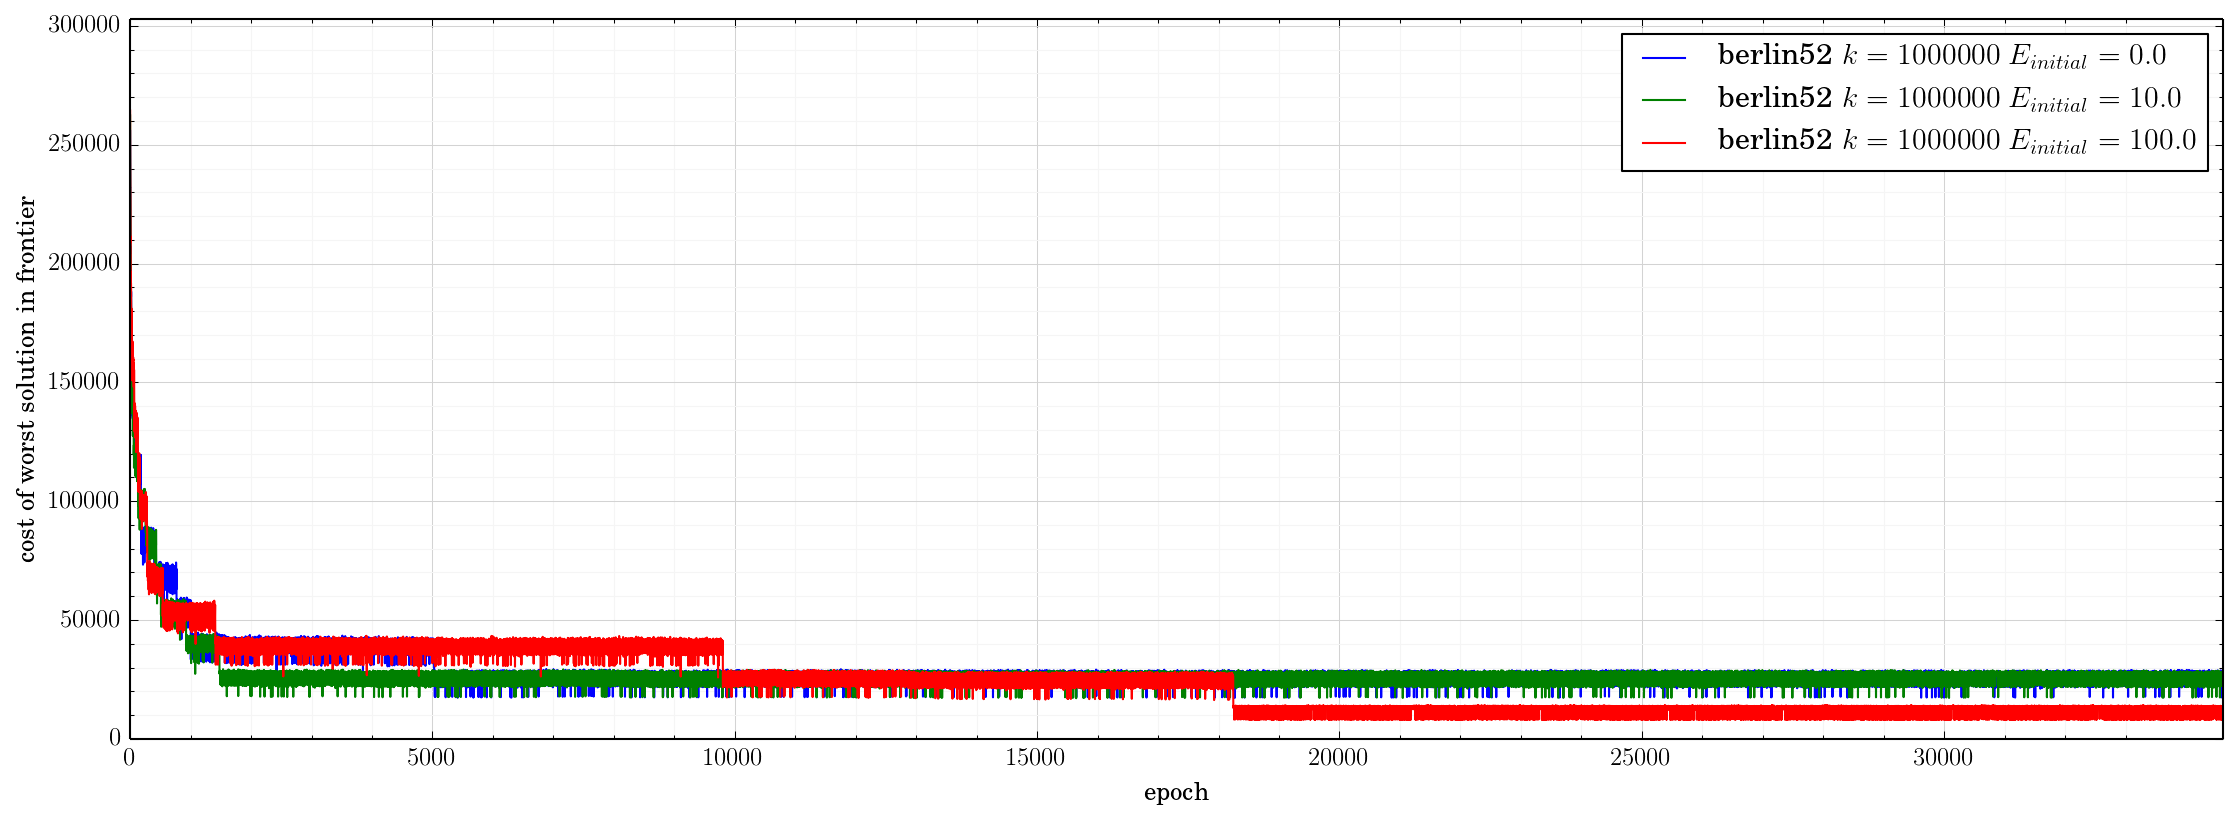 300000
250000
200000
150000
100000
50000
0
cost of worst solution in frontier
0
5000
10000
15000
20000
25000
30000
epoch
berlin52 k = 1000000 E_initial = 0.0
berlin52 k = 1000000 E_initial = 10.0
berlin52 k = 1000000 E_initial = 100.0